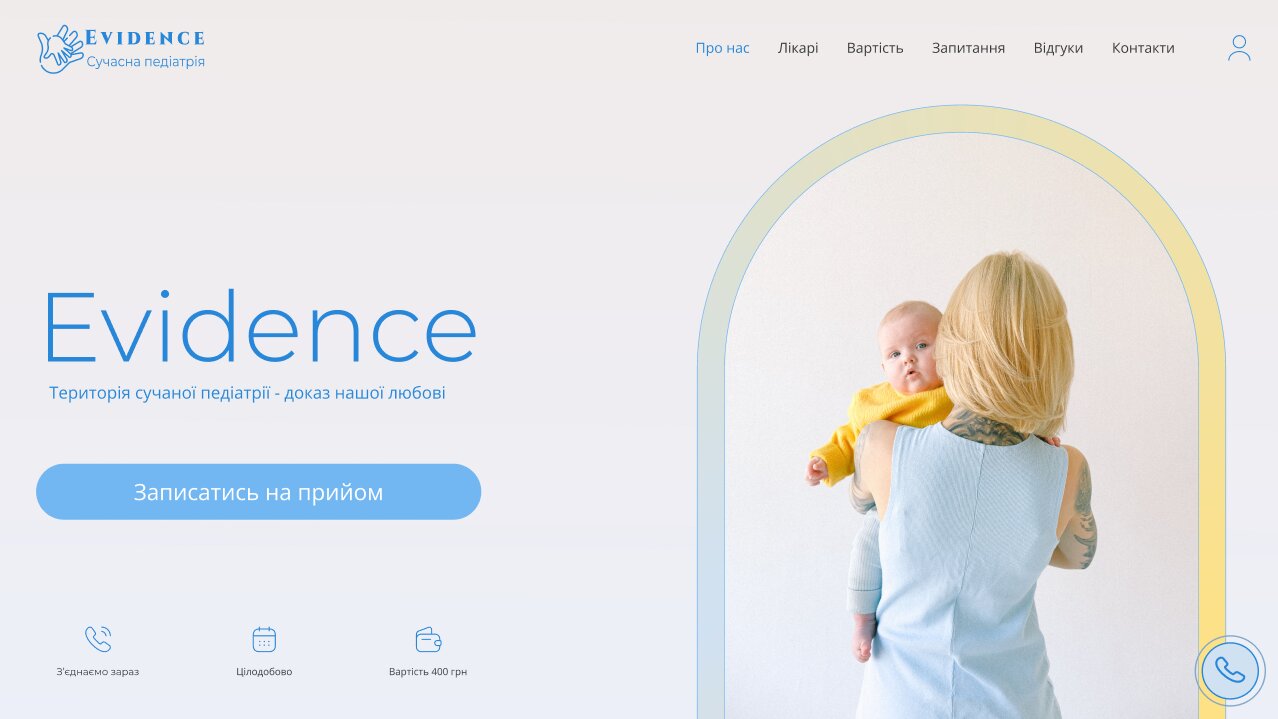 Evidence
Сучасна педіатрія
Про нас
Лікарі
Вартість
Запитання
Відгуки
Контакти
Evidence
Територія сучаної педіатрії - доказ нашої любові
Записатись на прийом
З'єднаємо зараз
Цілодобово
Вартість 400 грн